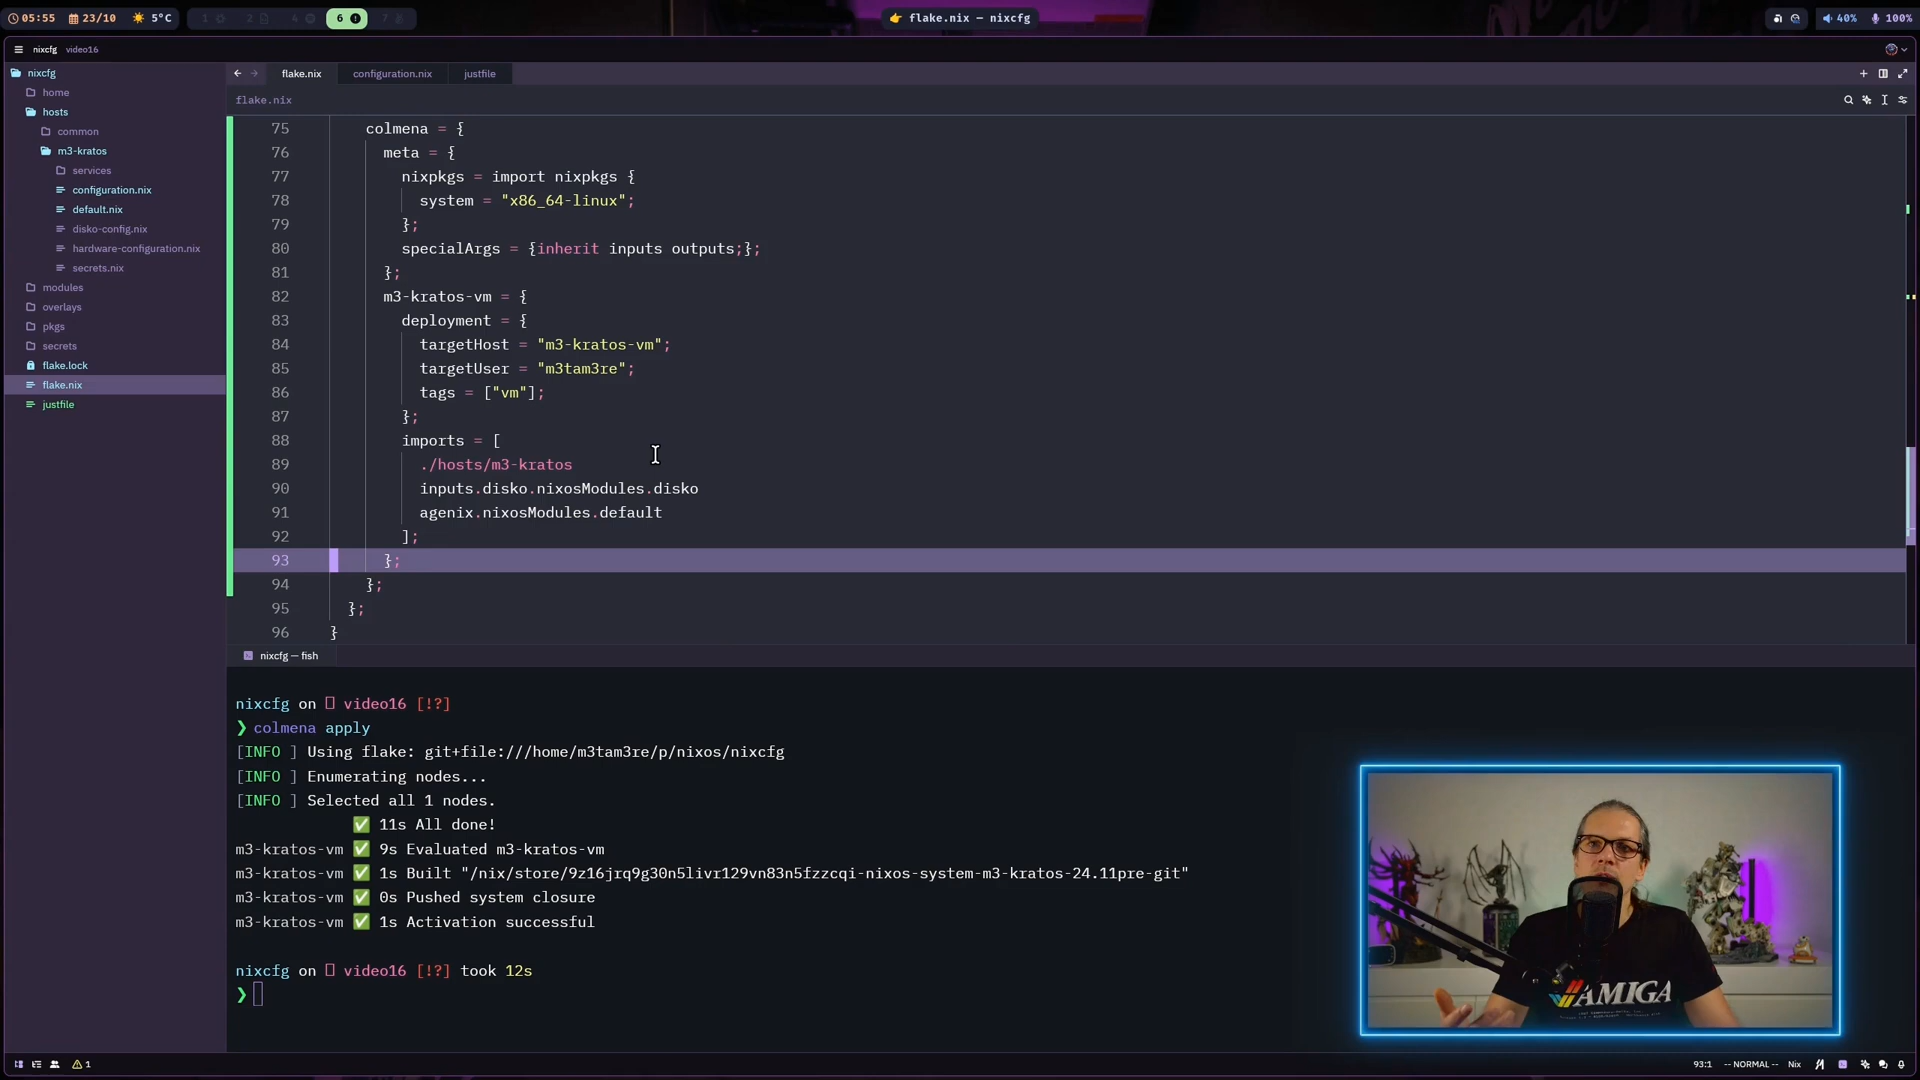 05:55 23/10 5°C 1 2 4 6 7
👉 flake.nix — nixcfg
40% 100%
nixcfg video16
nixcfg
home
hosts
common
m3-kratos
services
configuration.nix
default.nix
disko-config.nix
hardware-configuration.nix
secrets.nix
modules
overlays
pkgs
secrets
flake.lock
flake.nix
justfile
flake.nix configuration.nix justfile
flake.nix
75 colmena = {
76 meta = {
77 nixpkgs = import nixpkgs {
78 system = "x86_64-linux";
79 };
80 specialArgs = {inherit inputs outputs;};
81 };
82 m3-kratos-vm = {
83 deployment = {
84 targetHost = "m3-kratos-vm";
85 targetUser = "m3tam3re";
86 tags = ["vm"];
87 };
88 imports = [
89 ./hosts/m3-kratos
90 inputs.disko.nixosModules.disko
91 agenix.nixosModules.default
92 ];
93 };
94 };
95 };
96 }
nixcfg — fish
nixcfg on video16 [!?]
❯ colmena apply
[INFO ] Using flake: git+file:///home/m3tam3re/p/nixos/nixcfg
[INFO ] Enumerating nodes...
[INFO ] Selected all 1 nodes.
✅ 11s All done!
m3-kratos-vm ✅ 9s Evaluated m3-kratos-vm
m3-kratos-vm ✅ 1s Built "/nix/store/9z16jrq9g30n5livr129vn83n5fzzcqi-nixos-system-m3-kratos-24.11pre-git"
m3-kratos-vm ✅ 0s Pushed system closure
m3-kratos-vm ✅ 1s Activation successful
nixcfg on video16 [!?] took 12s
❯
AMIGA
1
93:1 -- NORMAL -- Nix